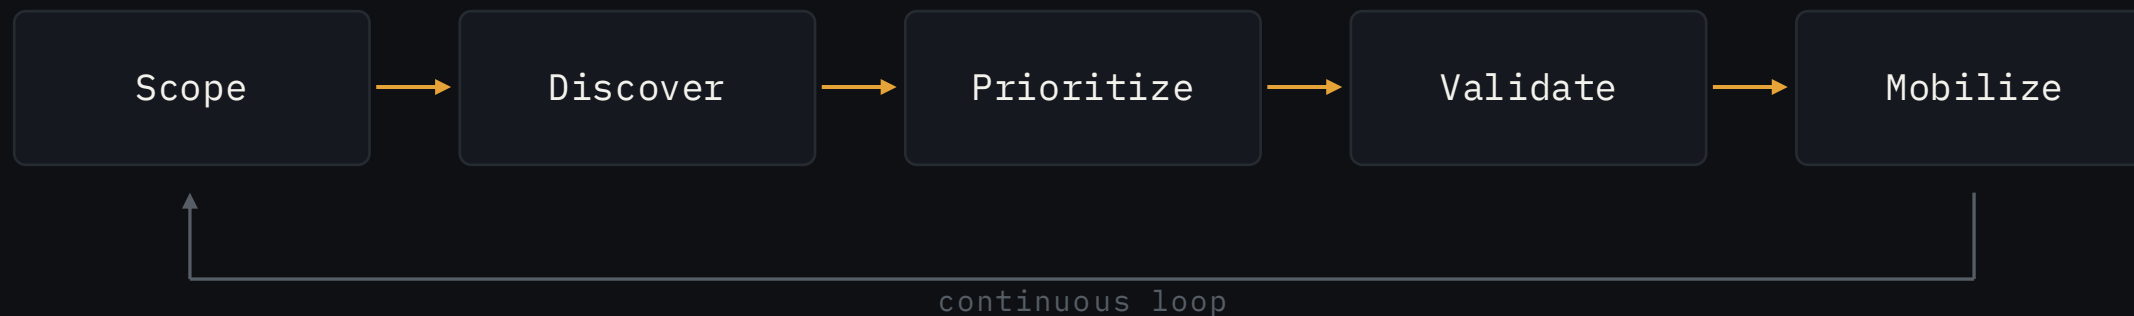 Scope
Discover
Prioritize
Validate
Mobilize
continuous loop